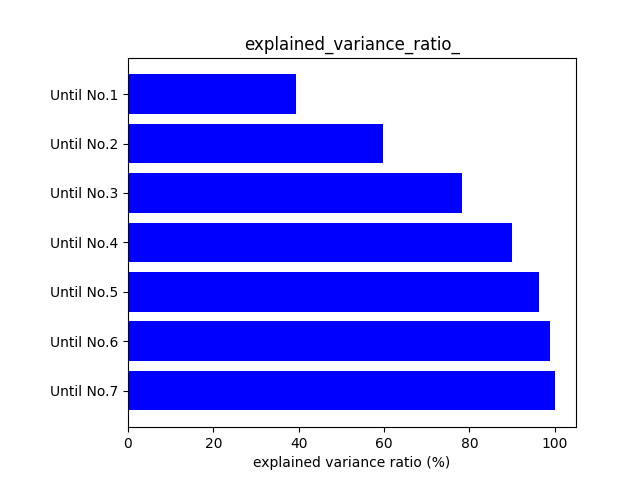 explained_variance_ratio_
Until No.1
Until No.2
Until No.3
Until No.4
Until No.5
Until No.6
Until No.7
0 20 40 60 80 100
explained variance ratio (%)